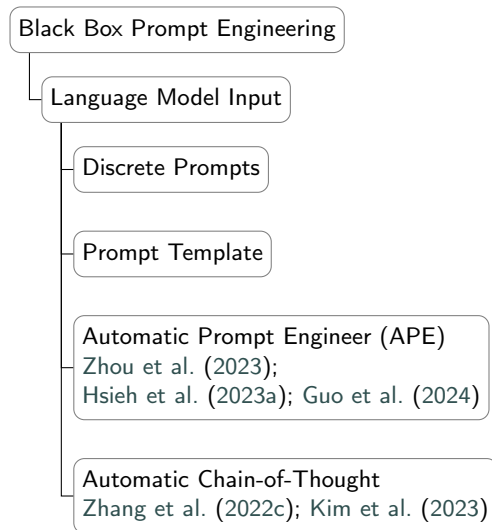 Black Box Prompt Engineering
Language Model Input
Discrete Prompts
Prompt Template
Automatic Prompt Engineer (APE)
Zhou et al. (2023);
Hsieh et al. (2023a); Guo et al. (2024)
Automatic Chain-of-Thought
Zhang et al. (2022c); Kim et al. (2023)